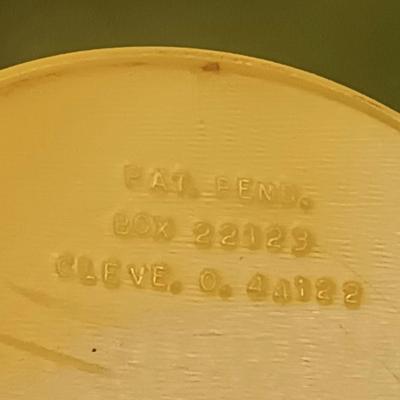 PAT. PEND.
BOX 22123
CLEVE. O. 44122